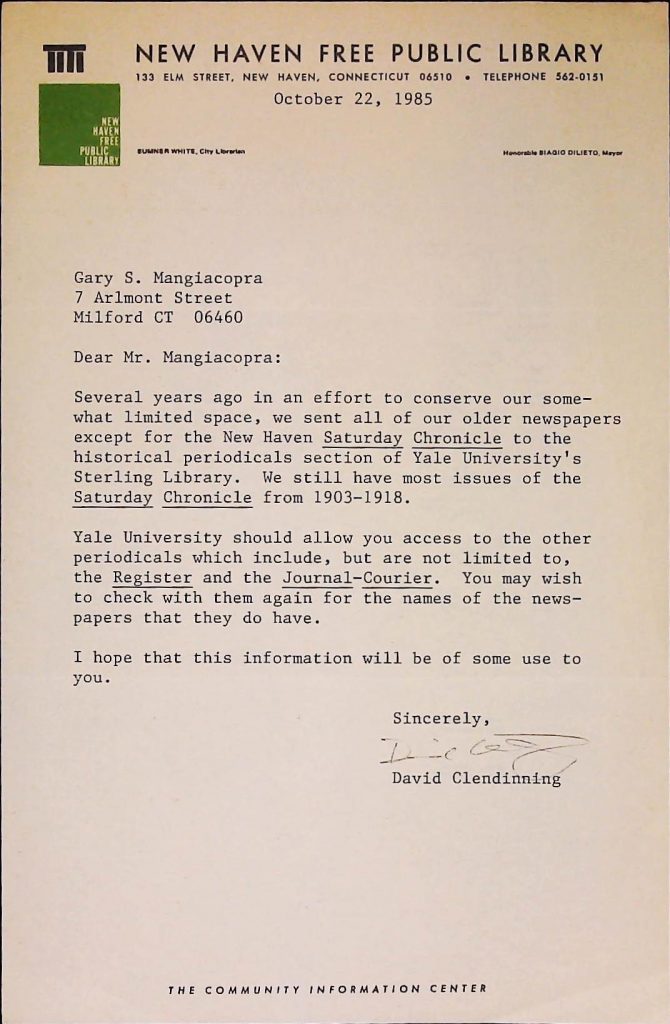 NEW HAVEN FREE PUBLIC LIBRARY
133 ELM STREET, NEW HAVEN, CONNECTICUT 06510 • TELEPHONE 562-0151
October 22, 1985
NEW
HAVEN
FREE
PUBLIC
LIBRARY
SUMNER WHITE, City Librarian
Honorable BIAGIO DILIETO, Mayor
Gary S. Mangiacopra
7 Arlmont Street
Milford CT  06460
Dear Mr. Mangiacopra:
Several years ago in an effort to conserve our some-
what limited space, we sent all of our older newspapers
except for the New Haven Saturday Chronicle to the
historical periodicals section of Yale University's
Sterling Library.  We still have most issues of the
Saturday Chronicle from 1903-1918.
Yale University should allow you access to the other
periodicals which include, but are not limited to,
the Register and the Journal-Courier.  You may wish
to check with them again for the names of the news-
papers that they do have.
I hope that this information will be of some use to
you.
Sincerely,
David Clendinning
THE COMMUNITY INFORMATION CENTER